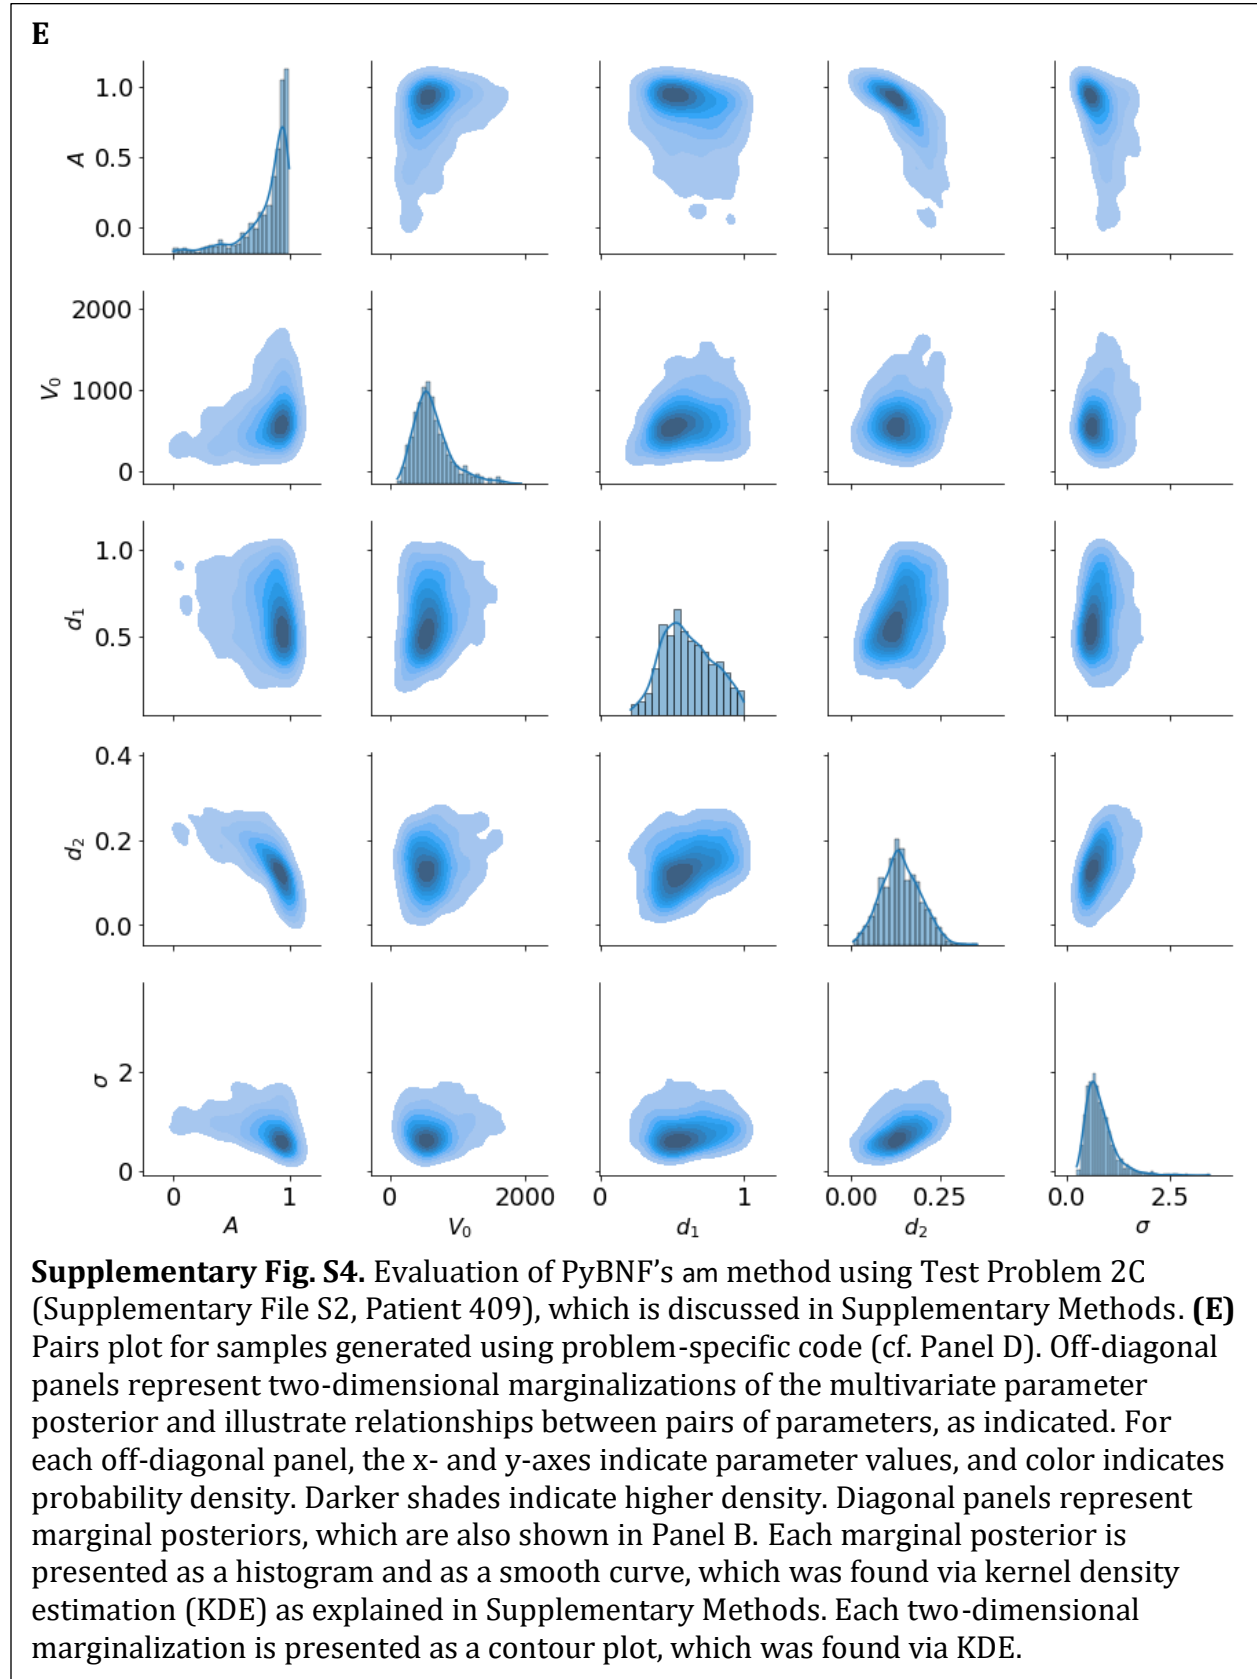 E
A
1.0
0.5
0.0
V0
2000
1000
0
d1
1.0
0.5
d2
0.4
0.2
0.0
σ
2
0
0 1
0 2000
0 1
0.00 0.25
0.0 2.5
A V0 d1 d2 σ
Supplementary Fig. S4. Evaluation of PyBNF’s am method using Test Problem 2C
(Supplementary File S2, Patient 409), which is discussed in Supplementary Methods. (E)
Pairs plot for samples generated using problem-specific code (cf. Panel D). Off-diagonal
panels represent two-dimensional marginalizations of the multivariate parameter
posterior and illustrate relationships between pairs of parameters, as indicated. For
each off-diagonal panel, the x- and y-axes indicate parameter values, and color indicates
probability density. Darker shades indicate higher density. Diagonal panels represent
marginal posteriors, which are also shown in Panel B. Each marginal posterior is
presented as a histogram and as a smooth curve, which was found via kernel density
estimation (KDE) as explained in Supplementary Methods. Each two-dimensional
marginalization is presented as a contour plot, which was found via KDE.